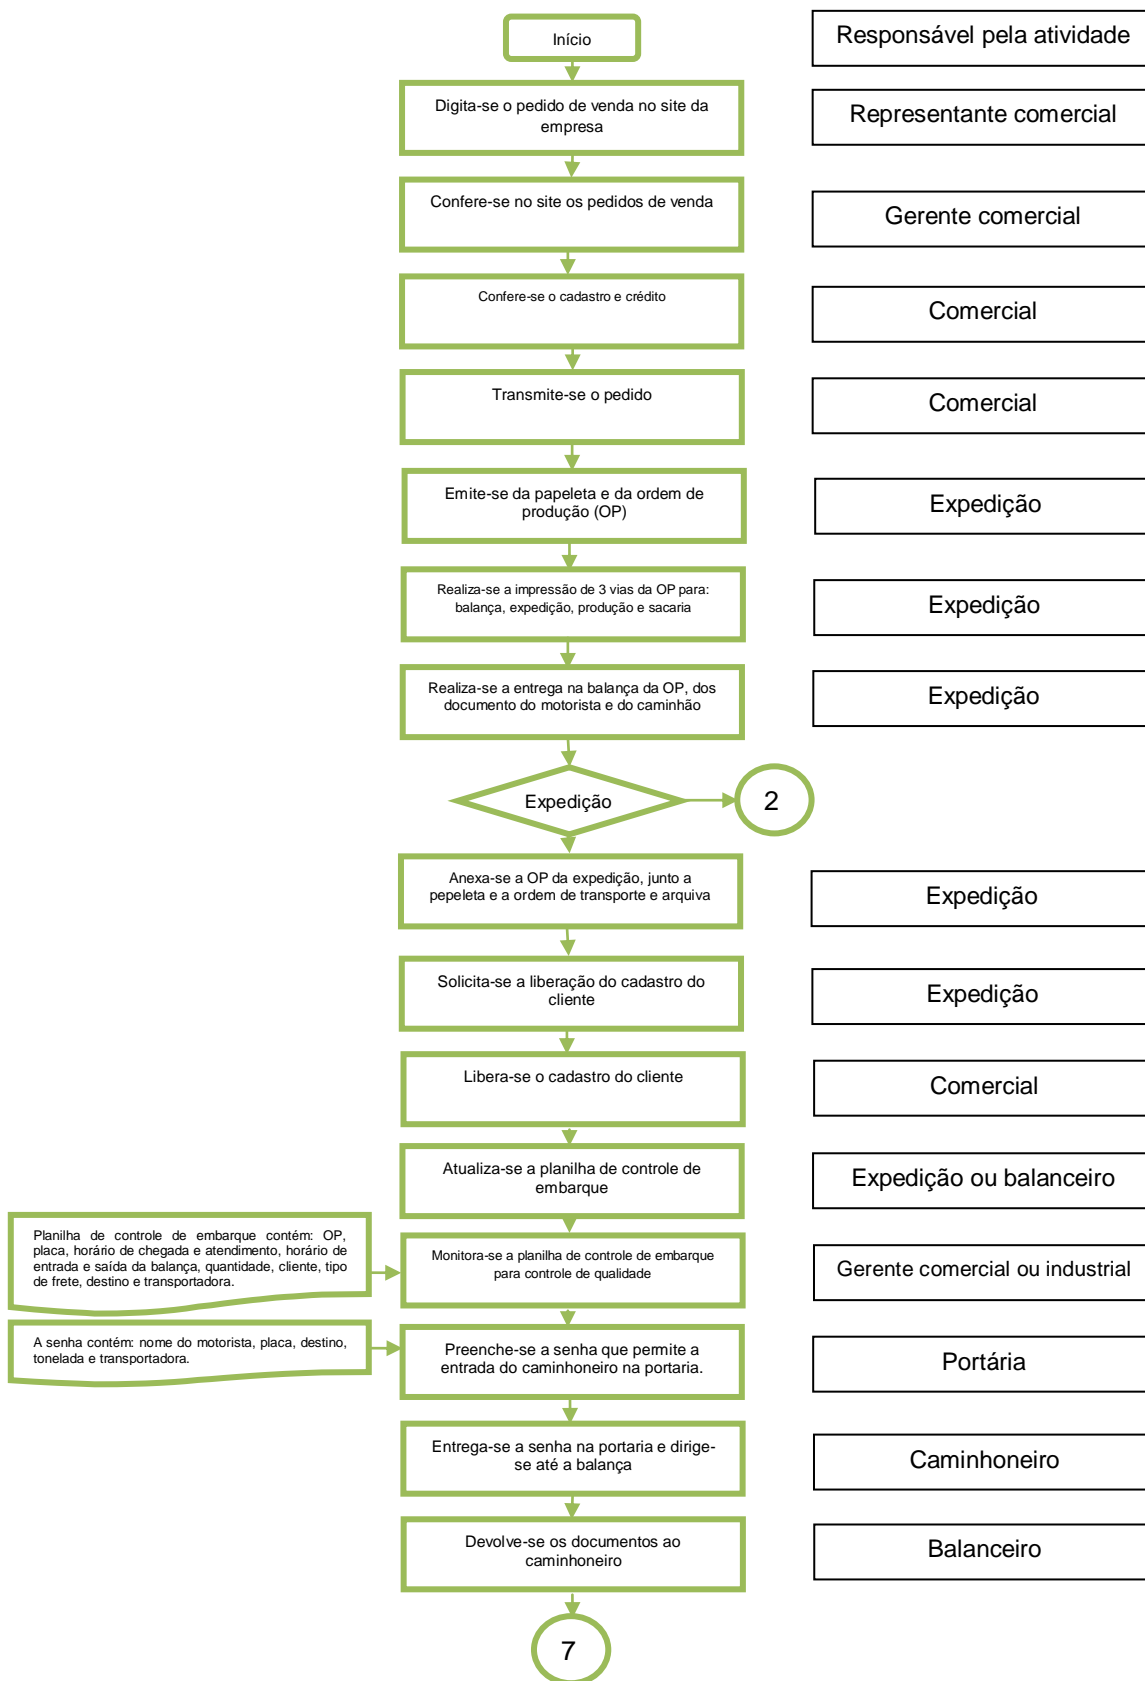 Início
Responsável pela atividade
Digita-se o pedido de venda no site da
empresa
Representante comercial
Confere-se no site os pedidos de venda
Gerente comercial
Confere-se o cadastro e crédito
Comercial
Transmite-se o pedido
Comercial
Emite-se da papeleta e da ordem de
produção (OP)
Expedição
Realiza-se a impressão de 3 vias da OP para:
balança, expedição, produção e sacaria
Expedição
Realiza-se a entrega na balança da OP, dos
documento do motorista e do caminhão
Expedição
Expedição
2
Anexa-se a OP da expedição, junto a
pepeleta e a ordem de transporte e arquiva
Expedição
Solicita-se a liberação do cadastro do
cliente
Expedição
Libera-se o cadastro do cliente
Comercial
Atualiza-se a planilha de controle de
embarque
Expedição ou balanceiro
Planilha de controle de embarque contém: OP,
placa, horário de chegada e atendimento, horário de
entrada e saída da balança, quantidade, cliente, tipo
de frete, destino e transportadora.
Monitora-se a planilha de controle de embarque
para controle de qualidade
Gerente comercial ou industrial
A senha contém: nome do motorista, placa, destino,
tonelada e transportadora.
Preenche-se a senha que permite a
entrada do caminhoneiro na portaria.
Portária
Entrega-se a senha na portaria e dirige-
se até a balança
Caminhoneiro
Devolve-se os documentos ao
caminhoneiro
Balanceiro
7